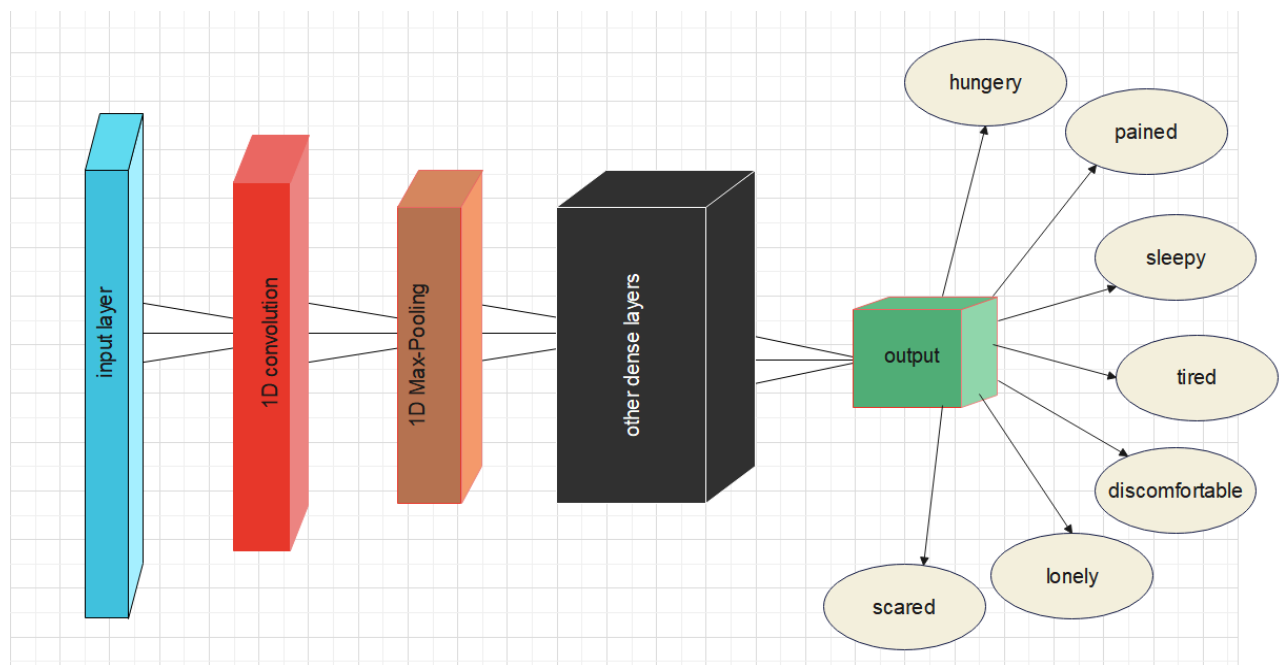 input layer
1D convolution
1D Max-Pooling
other dense layers
output
hungery
pained
sleepy
tired
discomfortable
lonely
scared